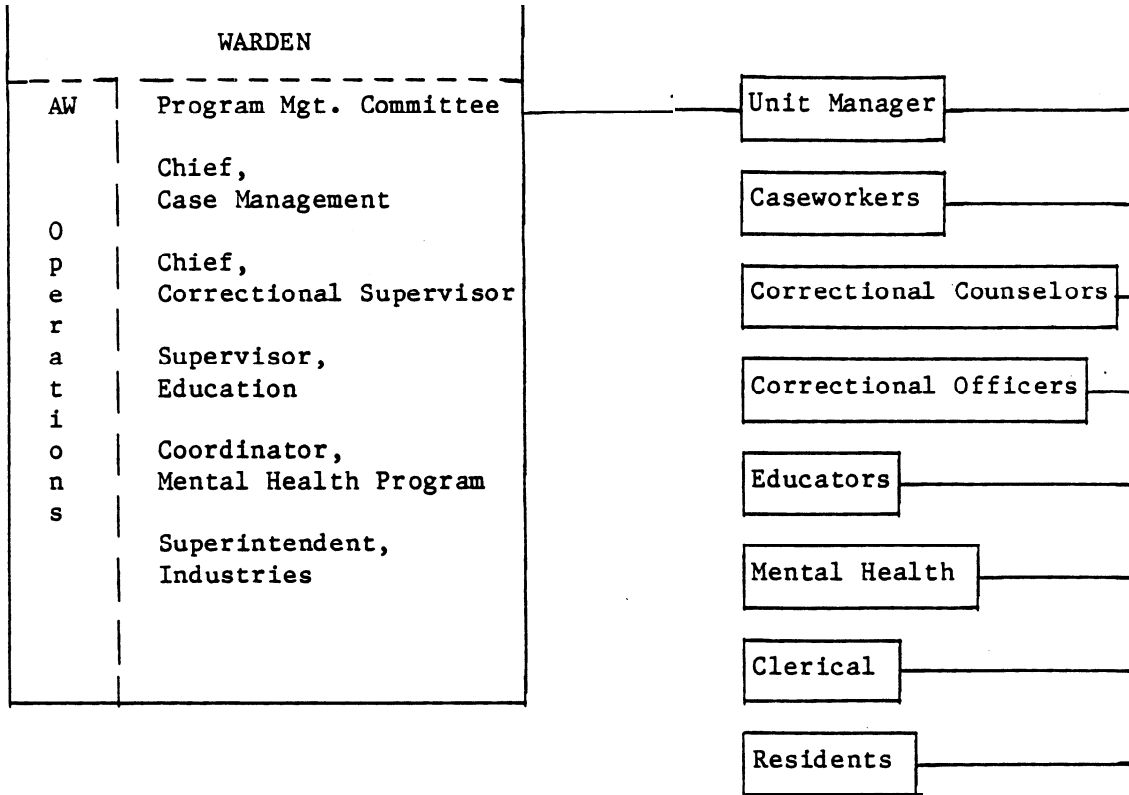 WARDEN
AW
Operations
Program Mgt. Committee
Chief,
Case Management
Chief,
Correctional Supervisor
Supervisor,
Education
Coordinator,
Mental Health Program
Superintendent,
Industries
Unit Manager
Caseworkers
Correctional Counselors
Correctional Officers
Educators
Mental Health
Clerical
Residents